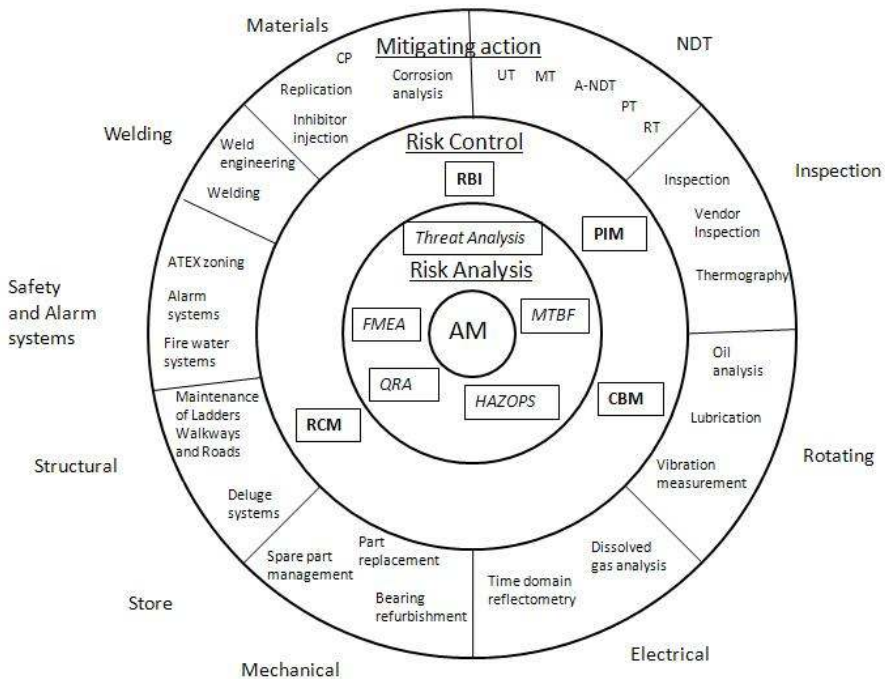 Materials
Mitigating action
NDT
CP
Replication
Corrosion
analysis
Inhibitor
injection
UT
MT
A-NDT
PT
RT
Welding
Weld
engineering
Welding
Risk Control
RBI
PIM
Inspection
Inspection
Vendor
Inspection
Thermography
Threat Analysis
Risk Analysis
FMEA
AM
MTBF
QRA
HAZOPS
RCM
CBM
Safety
and Alarm
systems
ATEX zoning
Alarm
systems
Fire water
systems
Structural
Maintenance
of Ladders
Walkways
and Roads
Deluge
systems
Oil
analysis
Lubrication
Vibration
measurement
Rotating
Store
Spare part
management
Part
replacement
Bearing
refurbishment
Mechanical
Time domain
reflectometry
Dissolved
gas analysis
Electrical